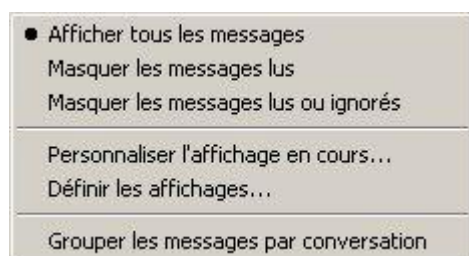 Afficher tous les messages
Masquer les messages lus
Masquer les messages lus ou ignorés
Personnaliser l'affichage en cours...
Définir les affichages...
Grouper les messages par conversation